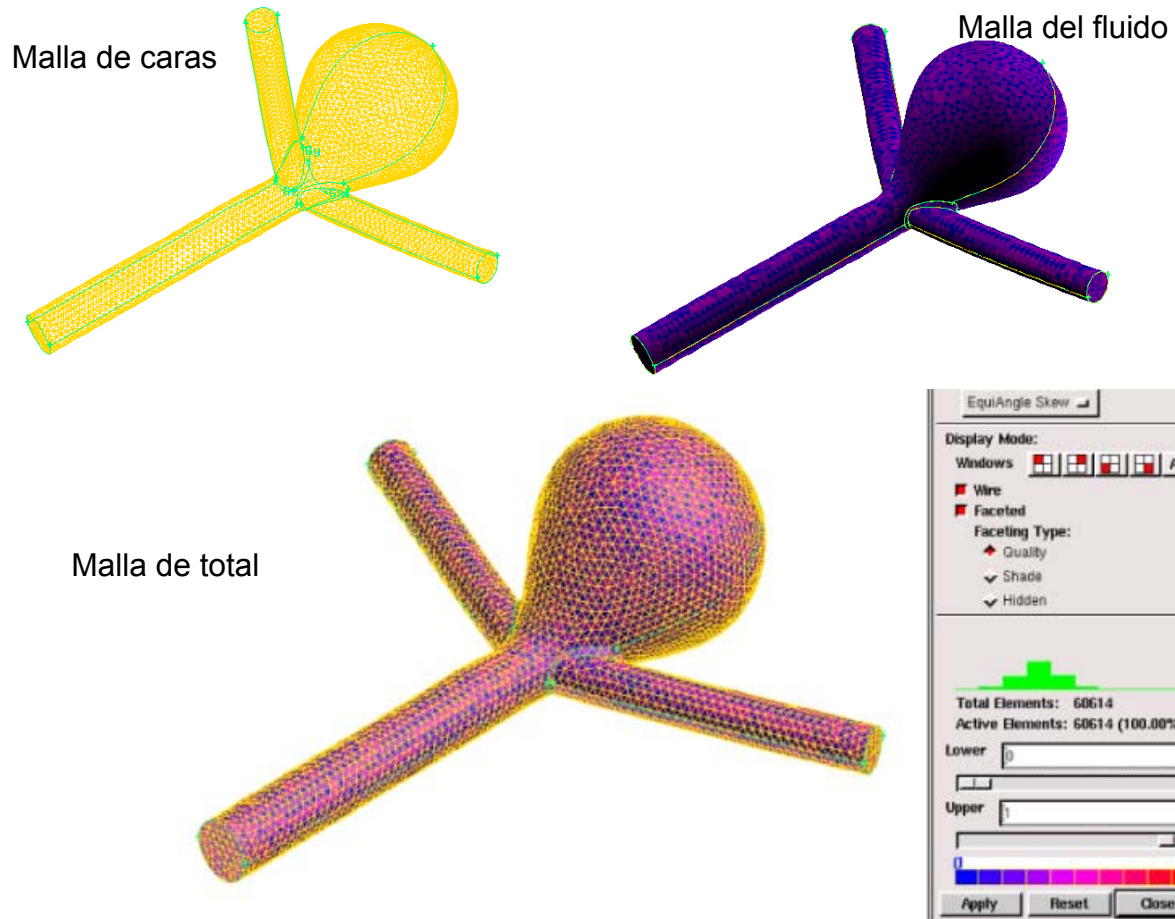 Malla de caras
Malla del fluido
Malla de total
EquiAngle Skew
Display Mode:
Windows
Wire
Faceted
Faceting Type:
Quality
Shade
Hidden
Total Elements: 60614
Active Elements: 60614 (100.00%
Lower 0
Upper 1
0
Apply Reset Close